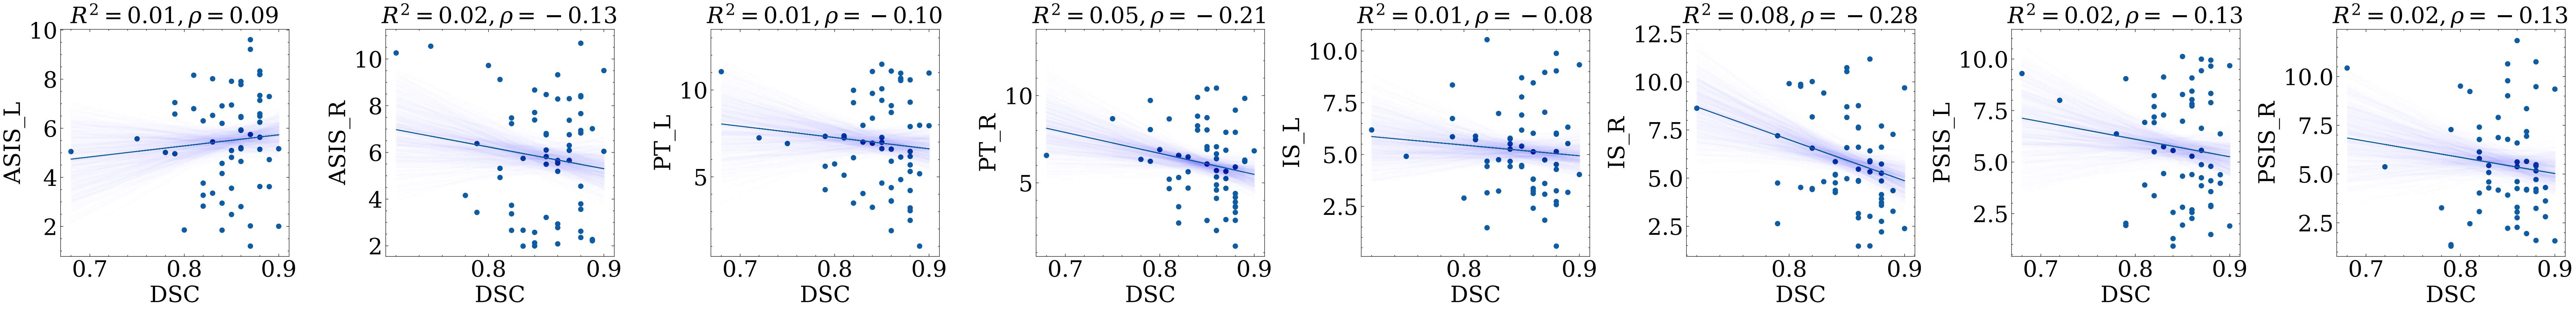 R² = 0.01, ρ = 0.09
ASIS_L
10
8
6
4
2
0.7 0.8 0.9
DSC
R² = 0.02, ρ = −0.13
ASIS_R
10
8
6
4
2
0.8 0.9
DSC
R² = 0.01, ρ = −0.10
PT_L
10
5
0.7 0.8 0.9
DSC
R² = 0.05, ρ = −0.21
PT_R
10
5
0.7 0.8 0.9
DSC
R² = 0.01, ρ = −0.08
IS_L
10.0
7.5
5.0
2.5
0.8 0.9
DSC
R² = 0.08, ρ = −0.28
IS_R
12.5
10.0
7.5
5.0
2.5
0.8 0.9
DSC
R² = 0.02, ρ = −0.13
PSIS_L
10.0
7.5
5.0
2.5
0.7 0.8 0.9
DSC
R² = 0.02, ρ = −0.13
PSIS_R
10.0
7.5
5.0
2.5
0.7 0.8 0.9
DSC